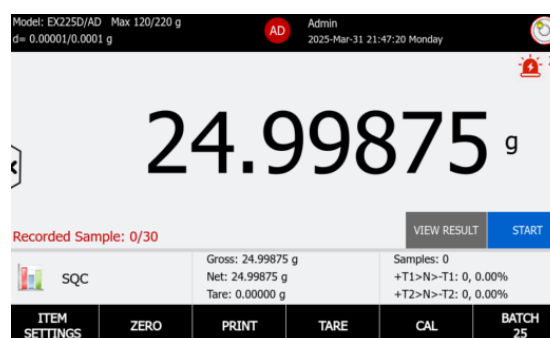 Model: EX225D/AD Max 120/220 g
d= 0.00001/0.0001 g
AD
Admin
2025-Mar-31 21:47:20 Monday
24.99875 g
Recorded Sample: 0/30
VIEW RESULT
START
SQC
Gross: 24.99875 g
Net: 24.99875 g
Tare: 0.00000 g
Samples: 0
+T1>N>-T1: 0, 0.00%
+T2>N>-T2: 0, 0.00%
ITEM
SETTINGS
ZERO
PRINT
TARE
CAL
BATCH
25